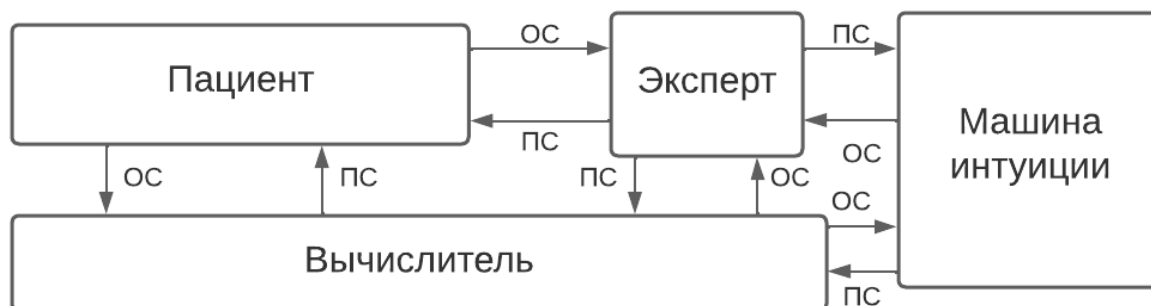 ОС
ПС
Пациент
Эксперт
ПС
ОС
Машина
интуиции
ОС
ПС
ПС
ОС
ОС
Вычислитель
ПС